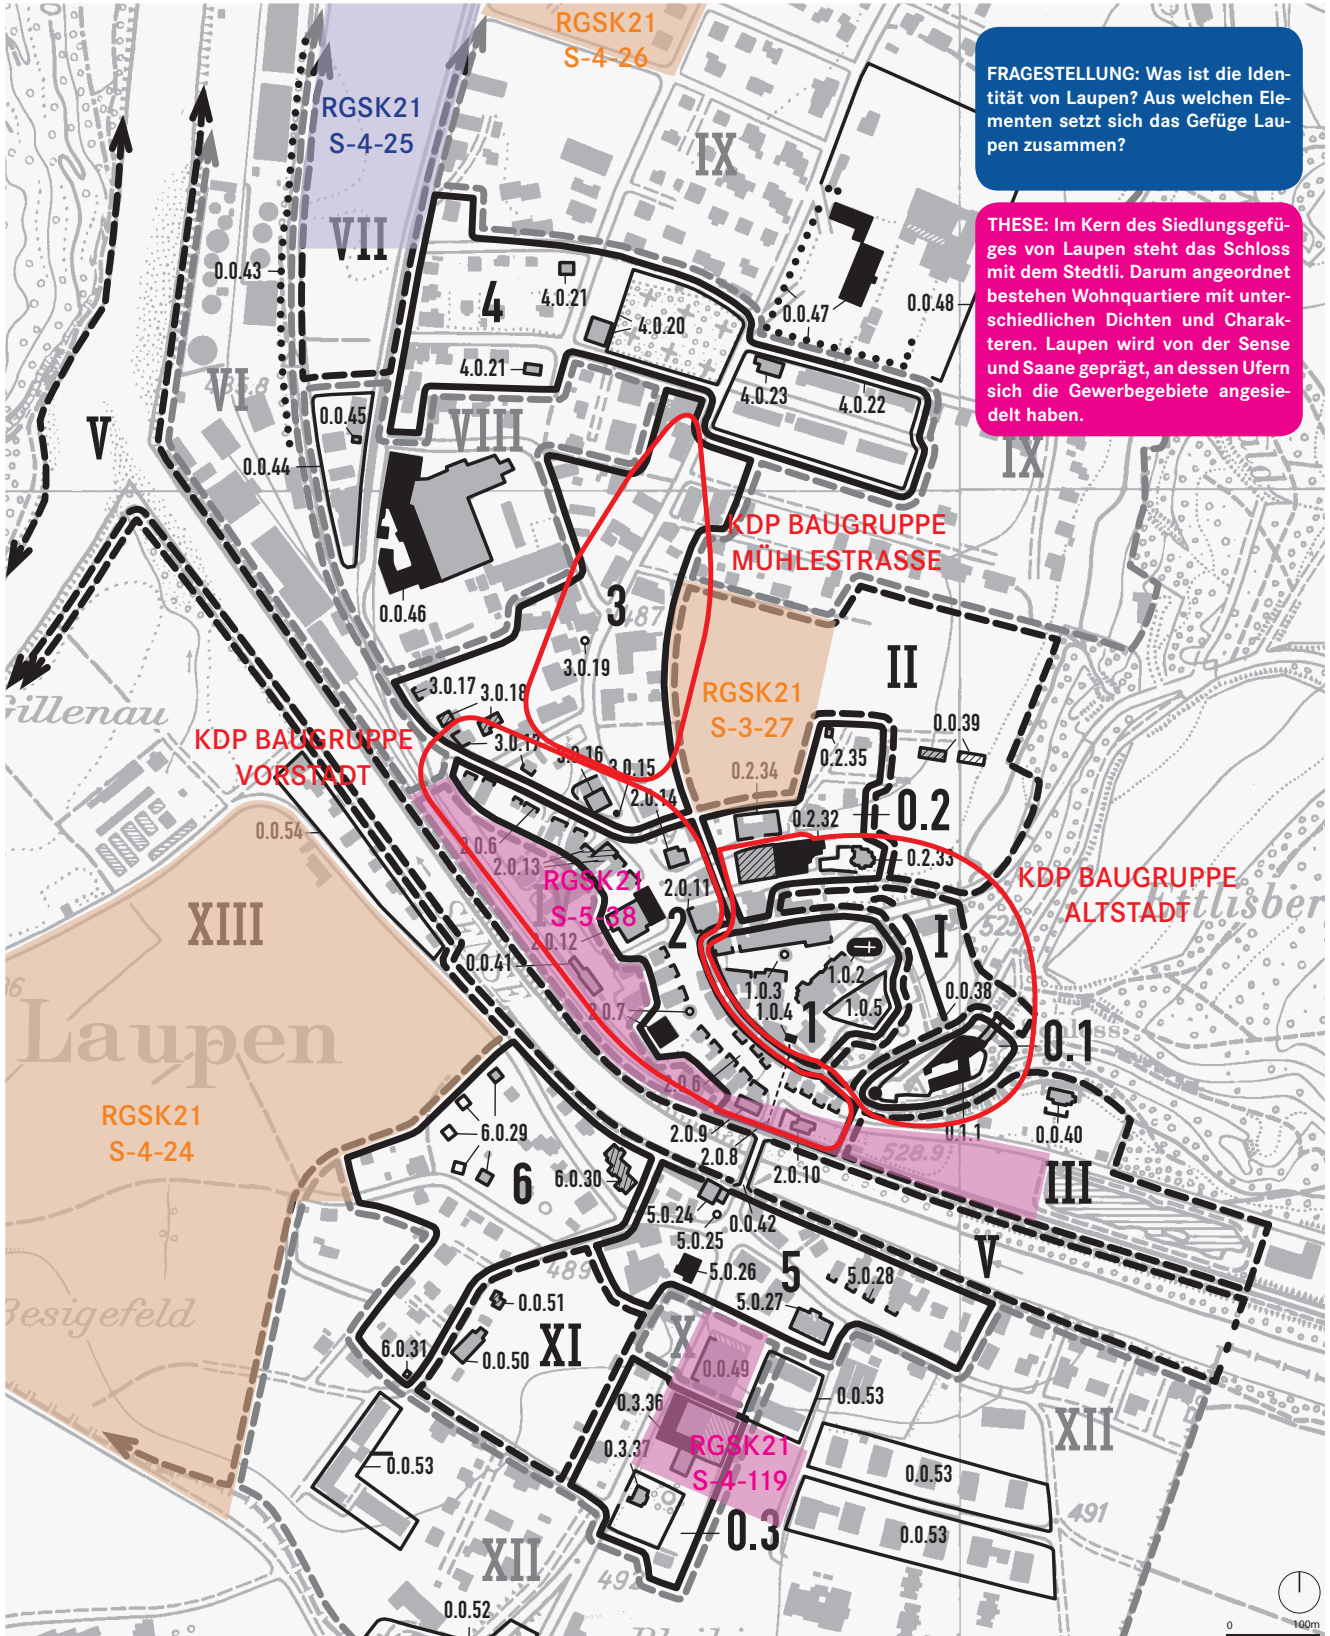 RGSK21
S-4-26
FRAGESTELLUNG: Was ist die Iden-
tität von Laupen? Aus welchen Ele-
menten setzt sich das Gefüge Lau-
pen zusammen?
RGSK21
S-4-25
IX
THESE: Im Kern des Siedlungsgefü-
ges von Laupen steht das Schloss
mit dem Stedtli. Darum angeordnet
bestehen Wohnquartiere mit unter-
schiedlichen Dichten und Charak-
teren. Laupen wird von der Sense
und Saane geprägt, an dessen Ufern
sich die Gewerbegebiete angesie-
delt haben.
VII
0.0.43
4.0.21
4
4.0.20
0.0.47
0.0.48
VI
4.0.21
4.0.23
4.0.22
0.0.45
V
VIII
0.0.44
IX
KDP BAUGRUPPE
MÜHLESTRASSE
0.0.46
3
487
3.0.19
II
3.0.17
3.0.18
RGSK21
S-3-27
Gillenau
0.0.39
KDP BAUGRUPPE
VORSTADT
3.0.17
3.0.16
3.0.15
0.2.35
0.2.34
2.0.14
0.2.32
0.2
0.0.54
2.0.6
2.0.13
0.2.33
RGSK21
S-5-38
2.0.11
KDP BAUGRUPPE
ALTSTADT
XIII
2
I
2.0.12
0.0.41
1.0.2
1.0.3
0.0.38
2.0.7
1.0.4
1.0.5
1
Laupen
0.1
2.0.6
RGSK21
S-4-24
6.0.29
2.0.9
0.1.1
0.0.40
2.0.8
528.9
6
6.0.30
2.0.10
III
5.0.24
0.0.42
5.0.25
V
489
5.0.26
5
5.0.28
Besigefeld
0.0.51
5.0.27
6.0.31
0.0.50
XI
X
0.0.49
0.0.53
0.3.36
XII
0.3.37
RGSK21
S-4-119
0.0.53
0.0.53
491
0.3
0.0.53
XII
0.0.52
0
100m